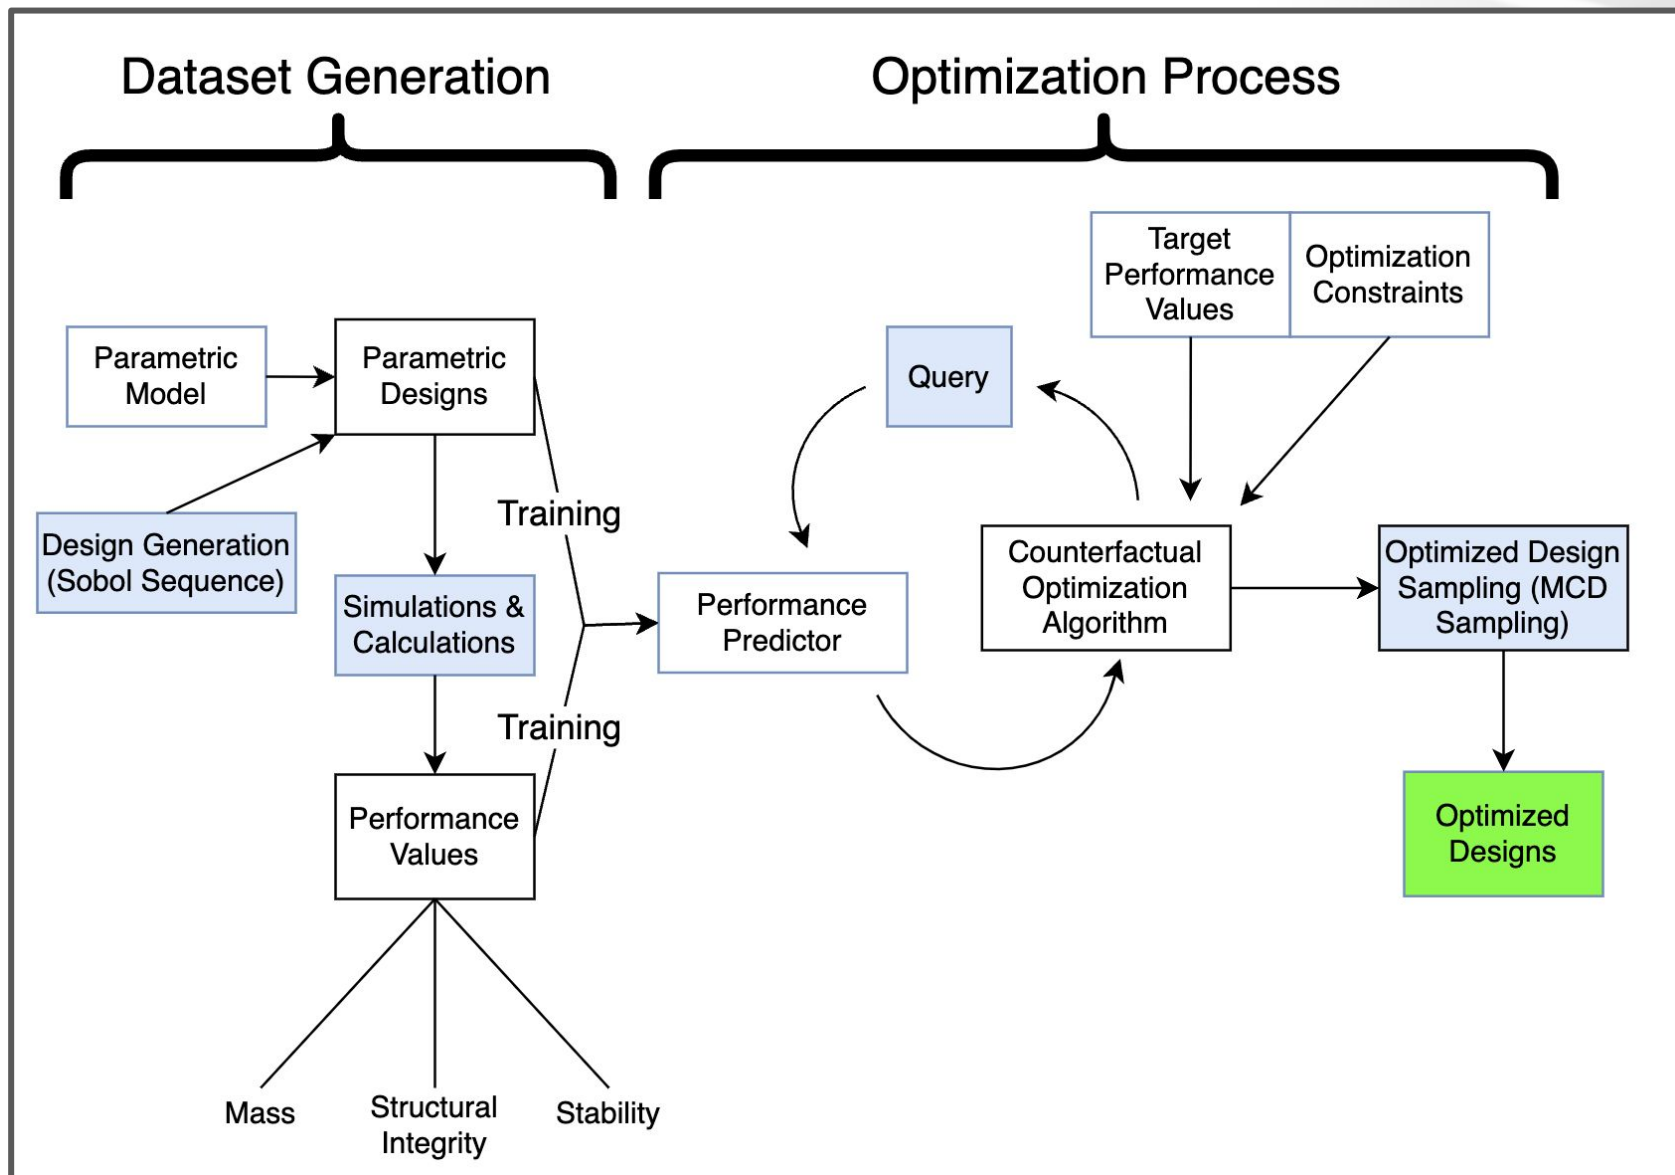 Dataset Generation
Optimization Process
Target
Performance
Values
Optimization
Constraints
Parametric
Model
Parametric
Designs
Query
Training
Design Generation
(Sobol Sequence)
Simulations &
Calculations
Performance
Predictor
Counterfactual
Optimization
Algorithm
Optimized Design
Sampling (MCD
Sampling)
Training
Performance
Values
Optimized
Designs
Mass
Structural
Integrity
Stability